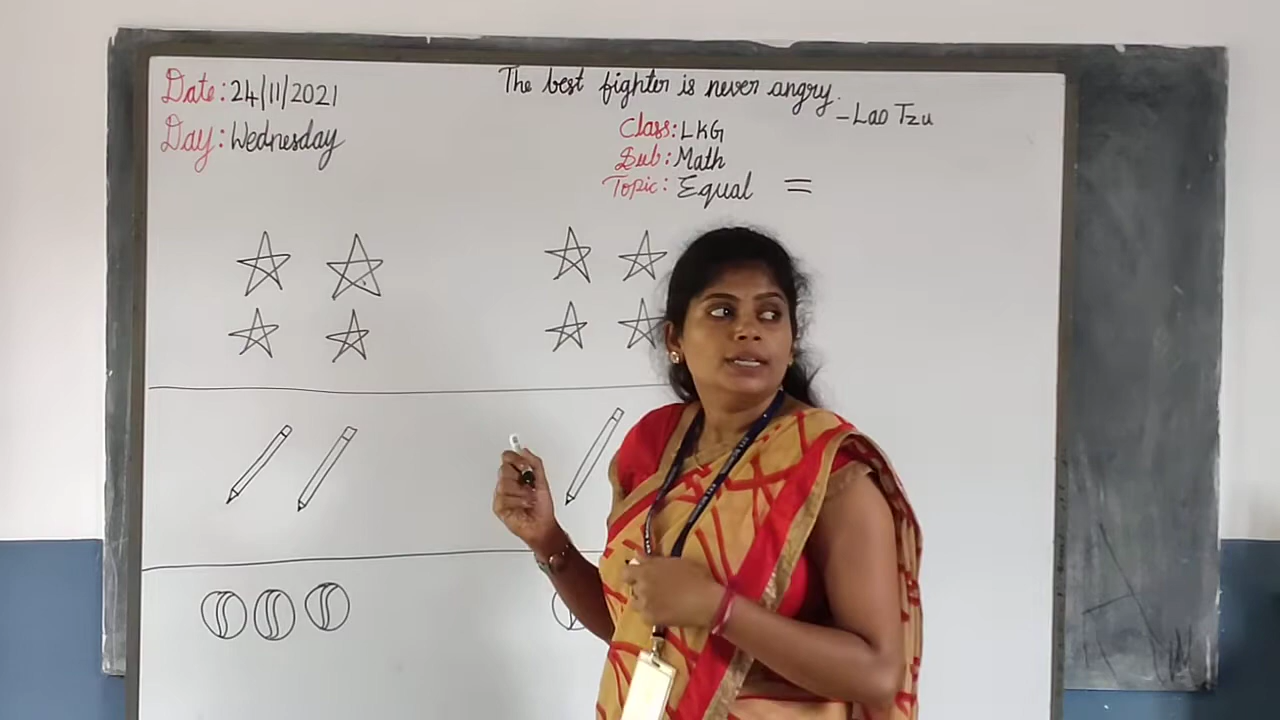 Date: 24/11/2021
Day: Wednesday
The best fighter is never angry.
-Lao Tzu
Class: LKG
Sub: Math
Topic: Equal =